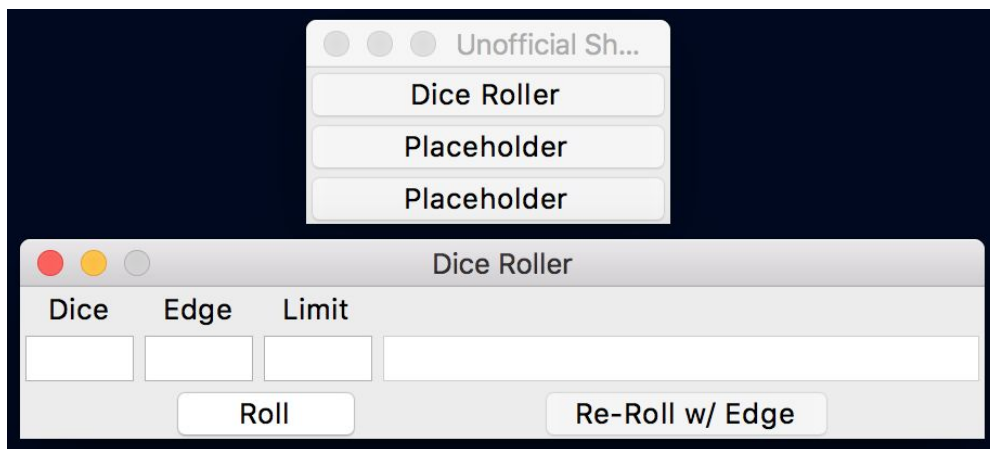 Unofficial Sh...
Dice Roller
Placeholder
Placeholder
Dice Roller
Dice Edge Limit
Roll Re-Roll w/ Edge